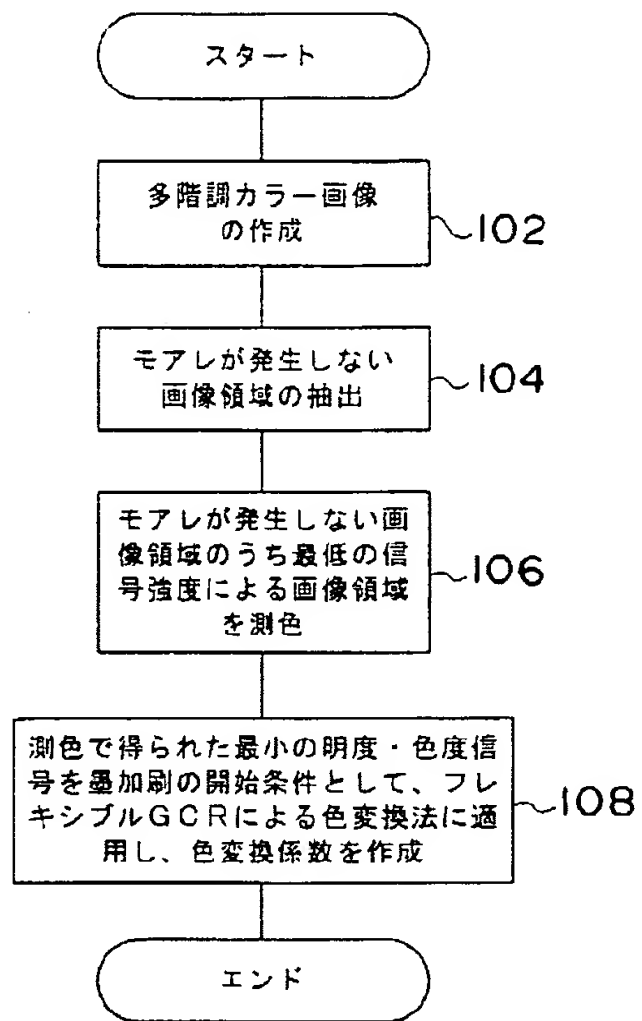 スタート
多階調カラー画像
の作成
102
モアレが発生しない
画像領域の抽出
104
モアレが発生しない画
像領域のうち最低の信
号強度による画像領域
を測色
106
測色で得られた最小の明度・色度信
号を墨加刷の開始条件として、フレ
キシブルGCRによる色変換法に適
用し、色変換係数を作成
108
エンド